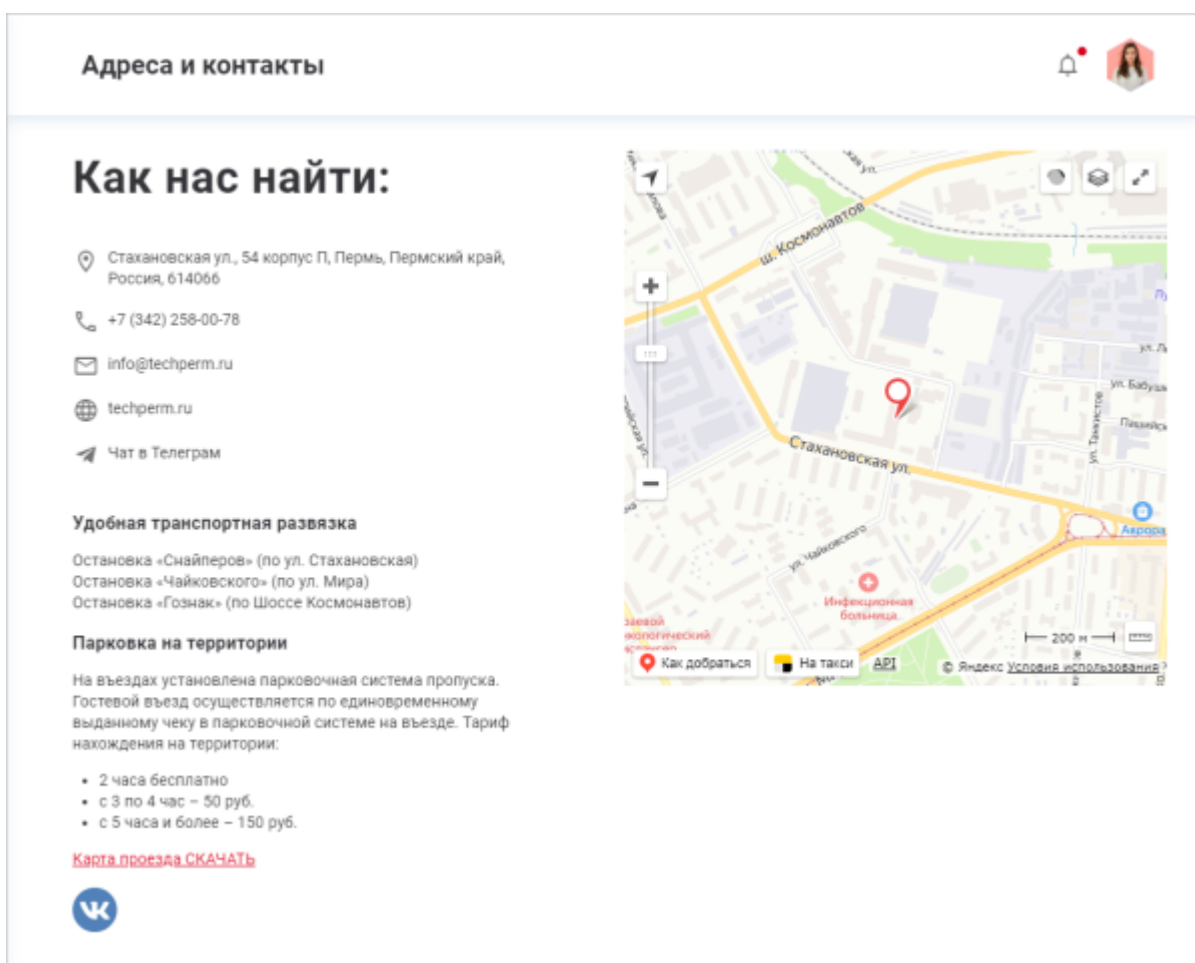 Адреса и контакты
Как нас найти:
Стахановская ул., 54 корпус П, Пермь, Пермский край,
Россия, 614066
+7 (342) 258-00-78
info@techperm.ru
techperm.ru
Чат в Телеграм
Удобная транспортная развязка
Остановка «Снайперов» (по ул. Стахановская)
Остановка «Чайковского» (по ул. Мира)
Остановка «Гознак» (по Шоссе Космонавтов)
Парковка на территории
На въездах установлена парковочная система пропуска.
Гостевой въезд осуществляется по единовременному
выданному чеку в парковочной системе на въезде. Тариф
нахождения на территории:
• 2 часа бесплатно
• с 3 по 4 час – 50 руб.
• с 5 часа и более – 150 руб.
Карта проезда СКАЧАТЬ
ш. Космонавтов
ул. Бабуш
ул. Танкистов
Стахановская ул.
Аврора
ул. Чайковского
Инфекционная
больница
200 м
Как добраться
На такси
API
© Яндекс Условия использования